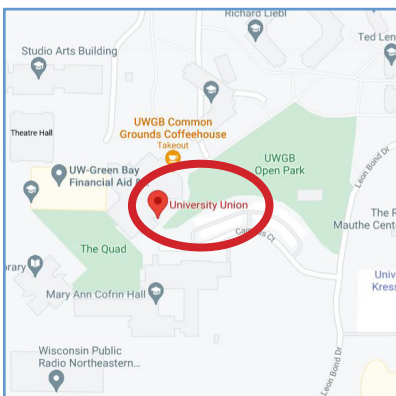 Richard Liebl
Studio Arts Building
Ted Len
UWGB Common
Grounds Coffeehouse
Takeout
Theatre Hall
UWGB
Open Park
Leon Bond Dr
UW-Green Bay
Financial Aid &
University Union
The R
Mauthe Cent
Campus Ct
The Quad
rary
Univ
Kress
Mary Ann Cofrin Hall
Wisconsin Public
Radio Northeastern...
Leon Bond Dr